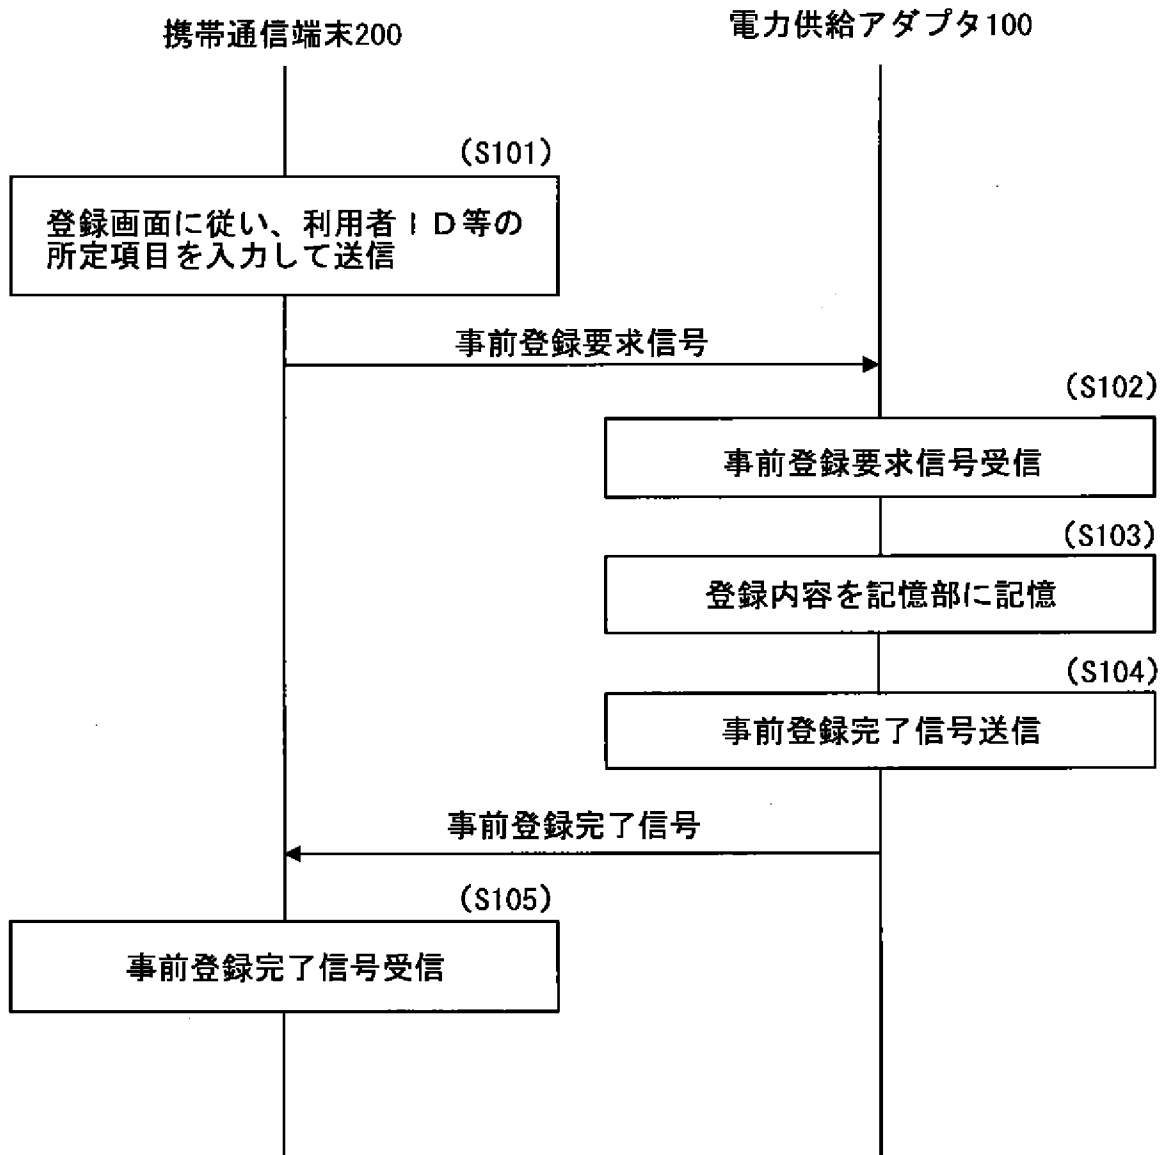 携帯通信端末200
電力供給アダプタ100
(S101)
登録画面に従い、利用者ID等の
所定項目を入力して送信
事前登録要求信号
(S102)
事前登録要求信号受信
(S103)
登録内容を記憶部に記憶
(S104)
事前登録完了信号送信
事前登録完了信号
(S105)
事前登録完了信号受信